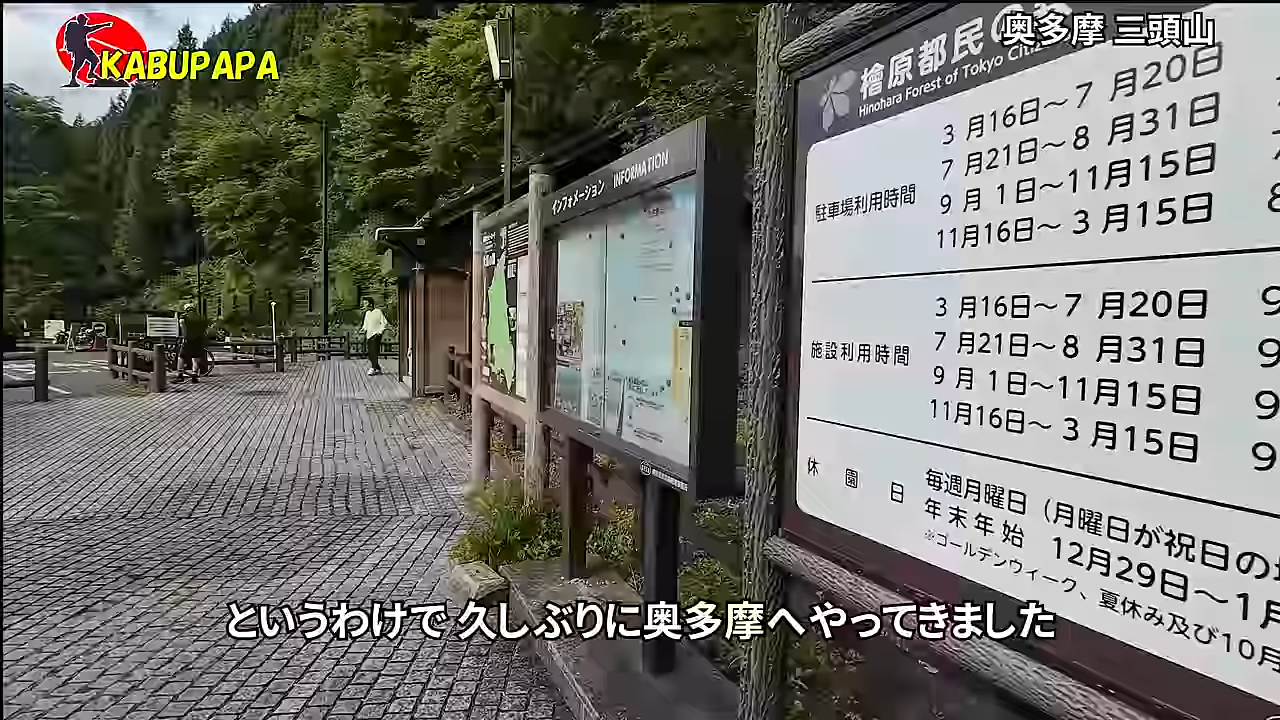 KABUPAPA
奥多摩 三頭山
檜原都民の
Hinohara Forest of Tokyo
駐車場利用時間
3 月16日～7 月20日
7 月21日～8 月31日
9 月 1日～11月15日
11月16日～ 3 月15日
施設利用時間
3 月16日～7 月20日 9
7 月21日～8 月31日 9
9 月 1日～11月15日 9
11月16日～ 3 月15日 9
休園日
毎週月曜日（月曜日が祝日の
年末年始 12月29日～1月
※ゴールデンウィーク、夏休み及び10月
インフォメーション INFORMATION
というわけで 久しぶりに奥多摩へやってきました